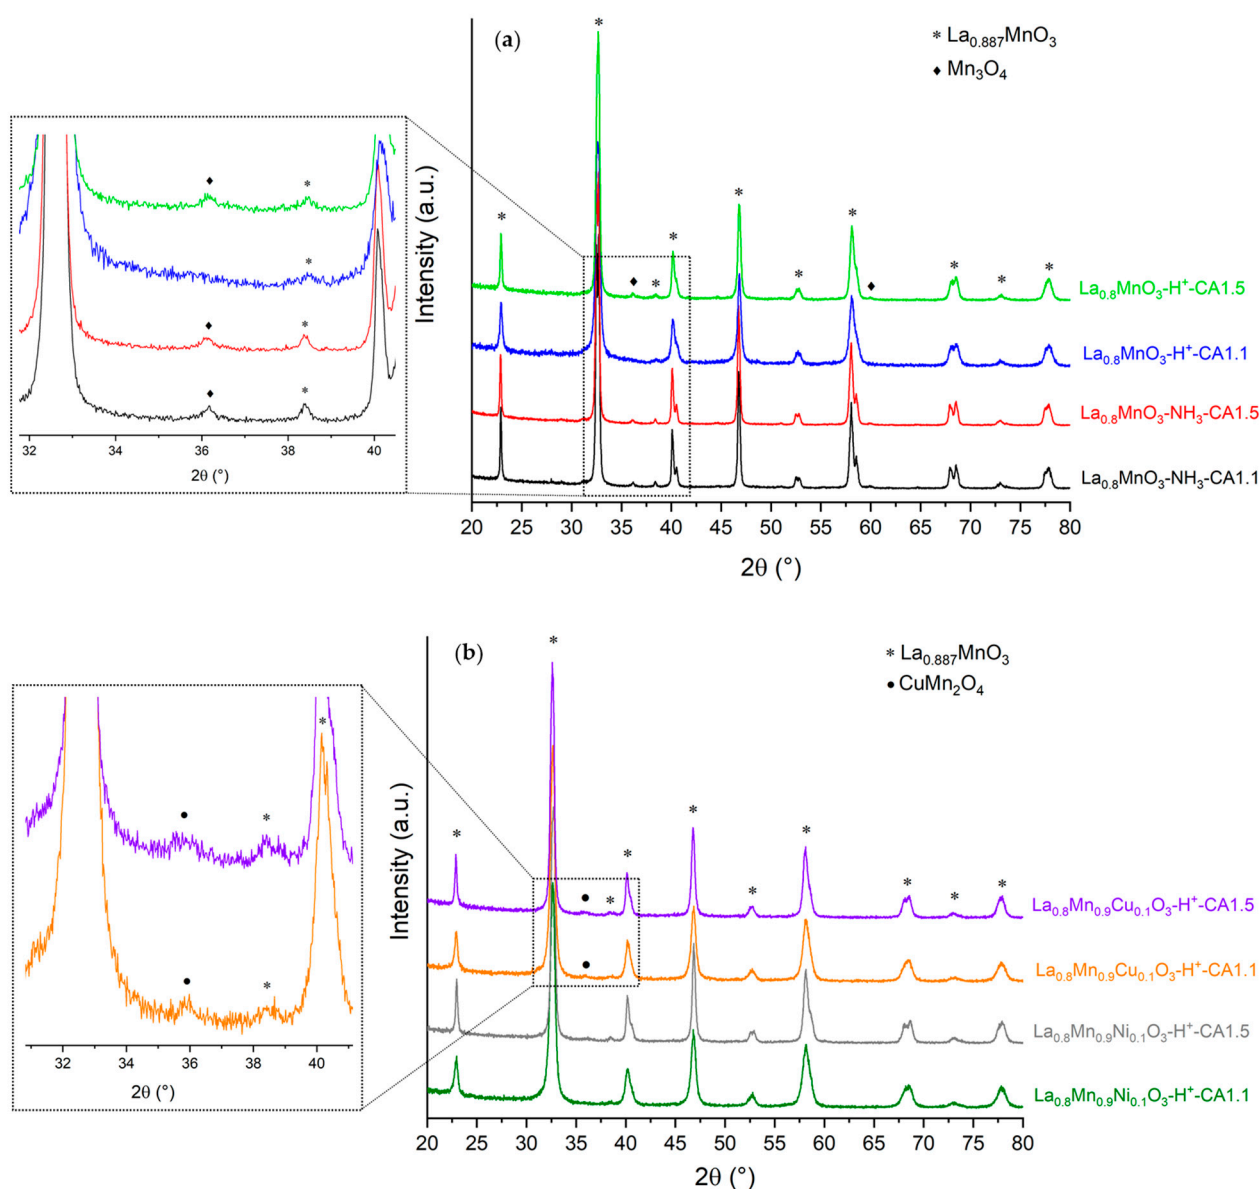 (a)
* La0.887MnO3
♦ Mn3O4
Intensity (a.u.)
La0.8MnO3-H+-CA1.5
La0.8MnO3-H+-CA1.1
La0.8MnO3-NH3-CA1.5
La0.8MnO3-NH3-CA1.1
32 34 36 38 40
2θ (°)
20 25 30 35 40 45 50 55 60 65 70 75 80
2θ (°)
(b)
* La0.887MnO3
• CuMn2O4
Intensity (a.u.)
La0.8Mn0.9Cu0.1O3-H+-CA1.5
La0.8Mn0.9Cu0.1O3-H+-CA1.1
La0.8Mn0.9Ni0.1O3-H+-CA1.5
La0.8Mn0.9Ni0.1O3-H+-CA1.1
32 34 36 38 40
2θ (°)
20 25 30 35 40 45 50 55 60 65 70 75 80
2θ (°)